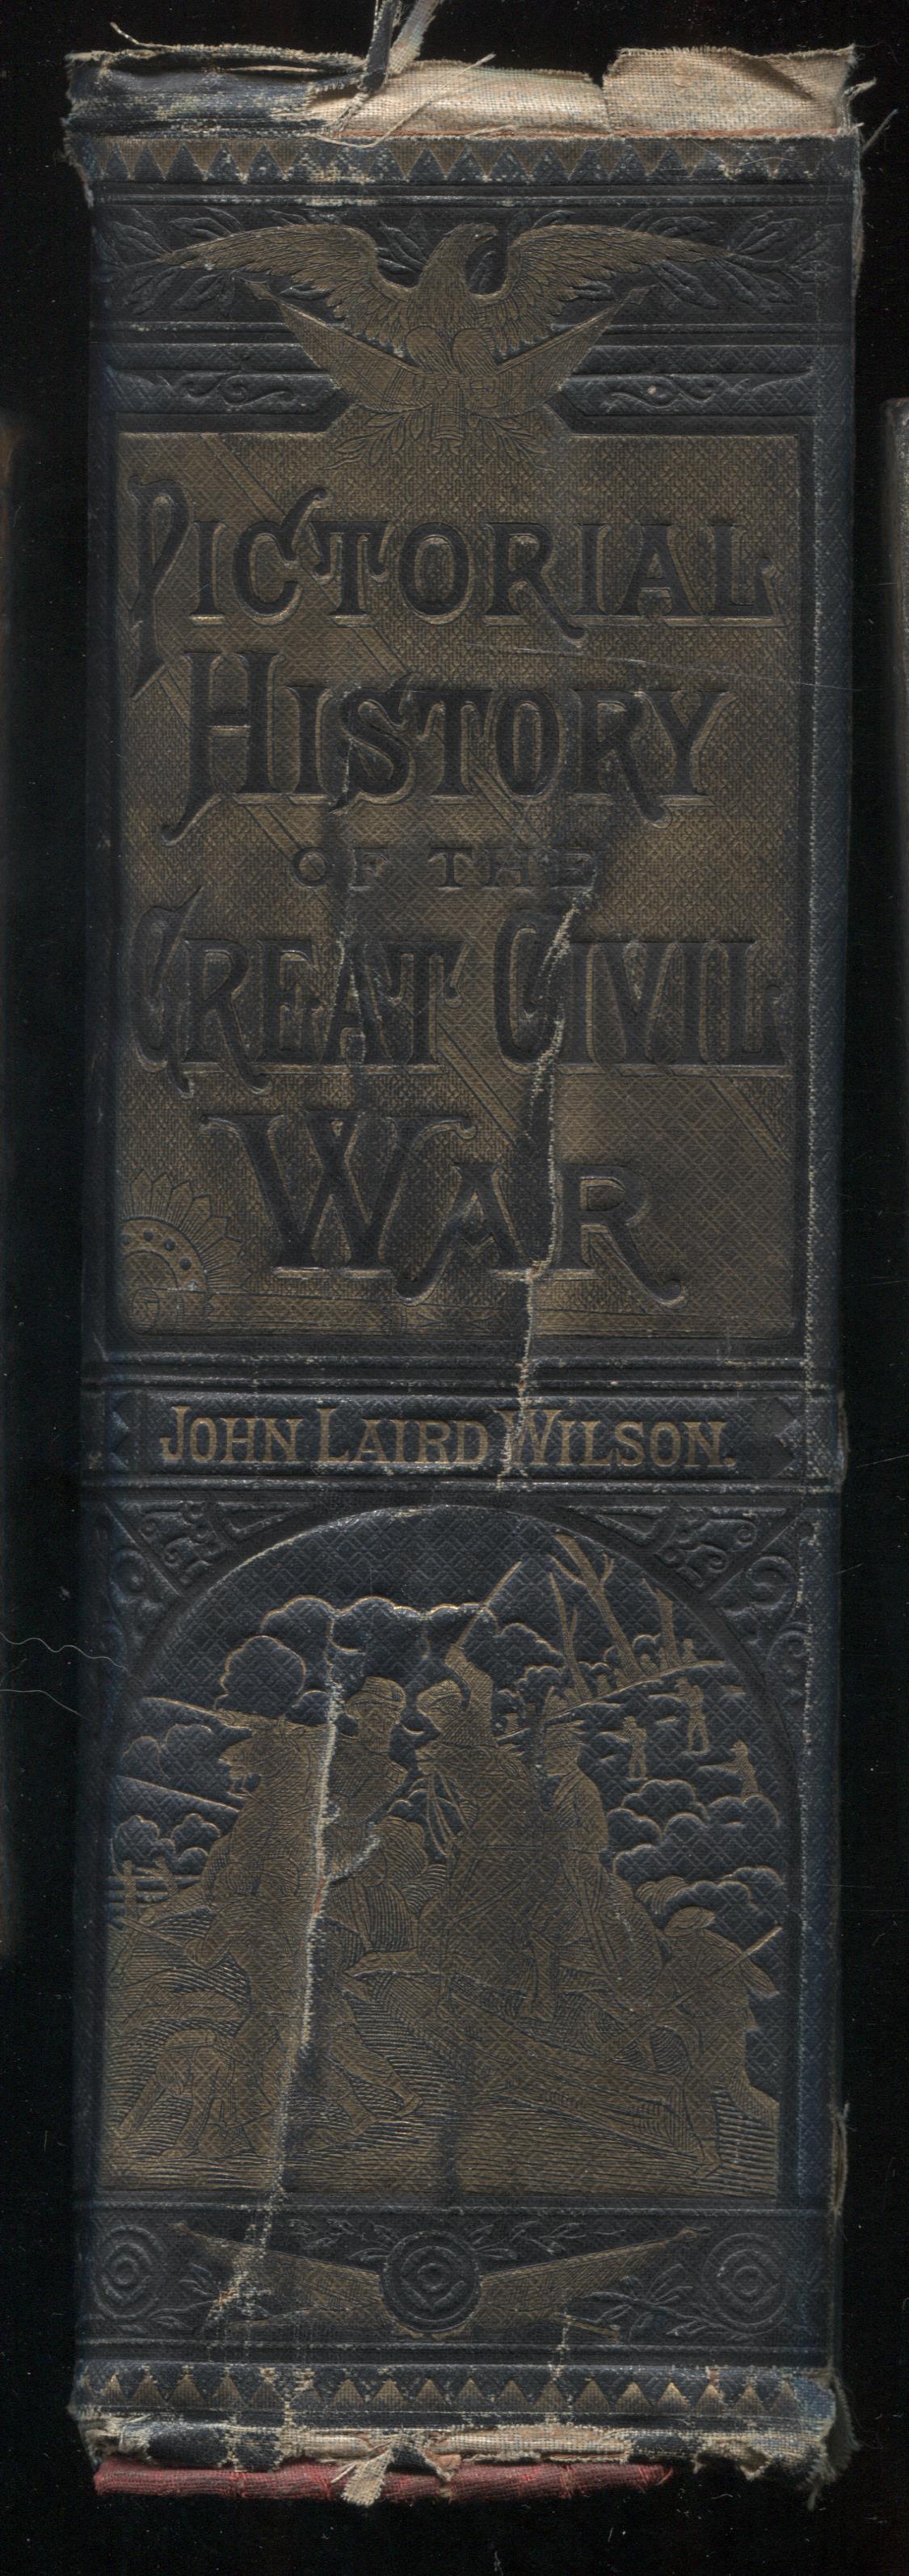 PICTORIAL
HISTORY
OF THE
GREAT CIVIL
WAR
JOHN LAIRD WILSON.